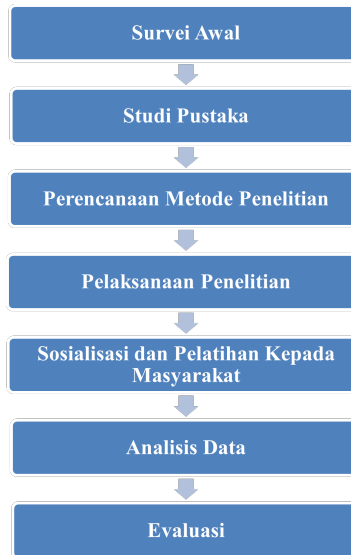 Survei Awal
Studi Pustaka
Perencanaan Metode Penelitian
Pelaksanaan Penelitian
Sosialisasi dan Pelatihan Kepada
Masyarakat
Analisis Data
Evaluasi